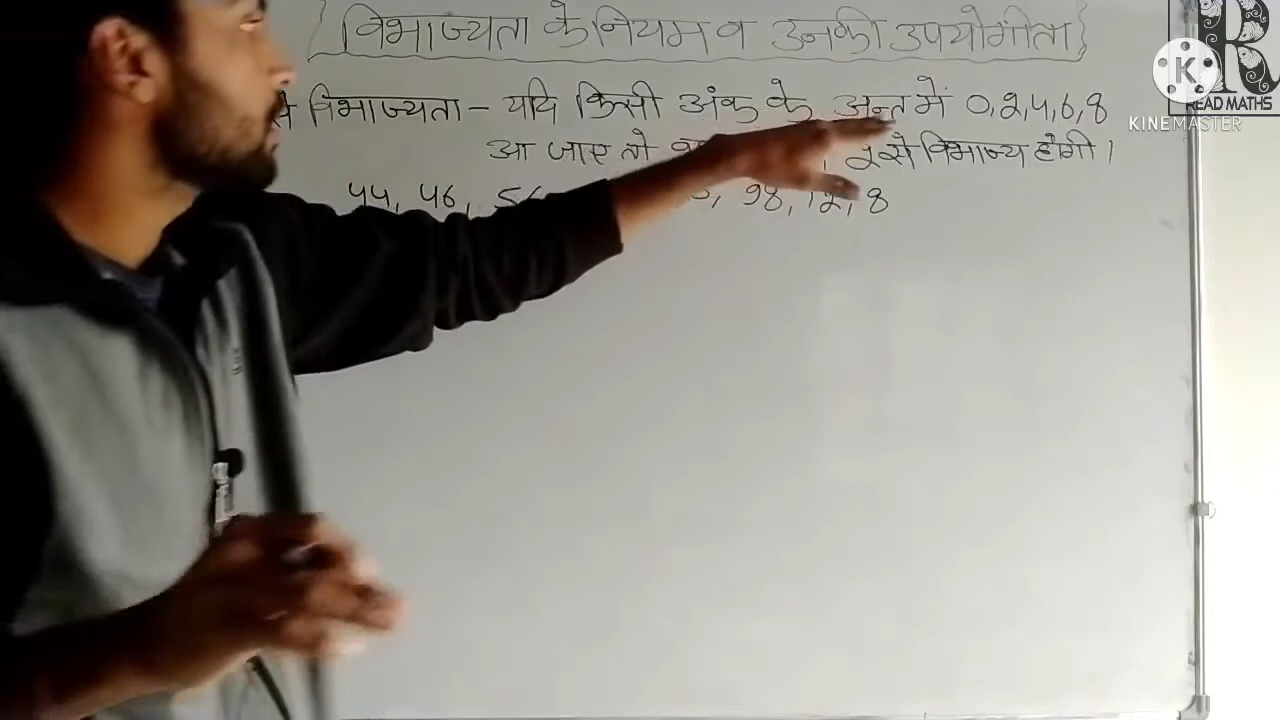 विभाज्यता के नियम व उनकी उपयोगीता
से विभाज्यता - यदि किसी अंक के अन्त में 0,2,4,6,8
आ जाए तो 2 से विभाज्य होगी।
44, 46, 98, 12, 8
R
READ MATHS
K
KINEMASTER